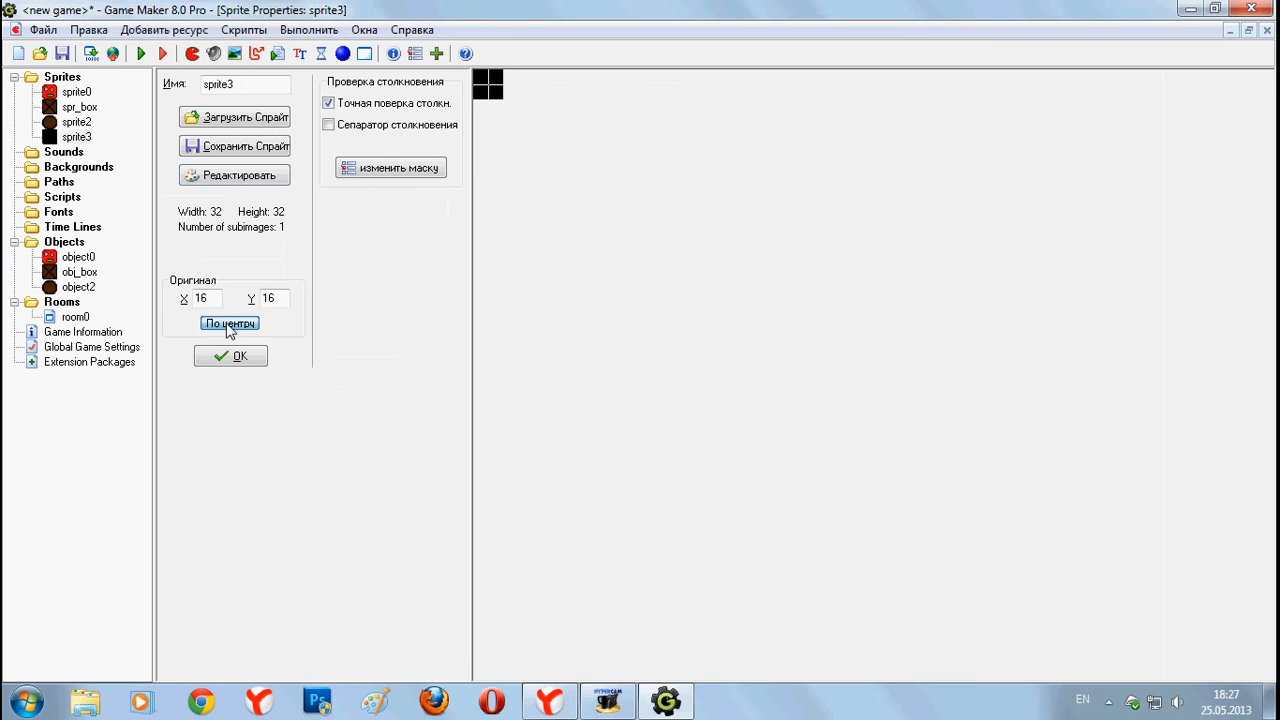 <new game>* - Game Maker 8.0 Pro - [Sprite Properties: sprite3]
Файл Правка Добавить ресурс Скрипты Выполнить Окна Справка
Sprites
sprite0
spr_box
sprite2
sprite3
Sounds
Backgrounds
Paths
Scripts
Fonts
Time Lines
Objects
object0
obj_box
object2
Rooms
room0
Game Information
Global Game Settings
Extension Packages
Имя: sprite3
Загрузить Спрайт
Сохранить Спрайт
Редактировать
Width: 32 Height: 32
Number of subimages: 1
Оригинал
X 16 Y 16
По центру
OK
Проверка столкновения
Точная поверка столкн.
Сепаратор столкновения
изменить маску
HYPERCAM
EN
18:27
25.05.2013